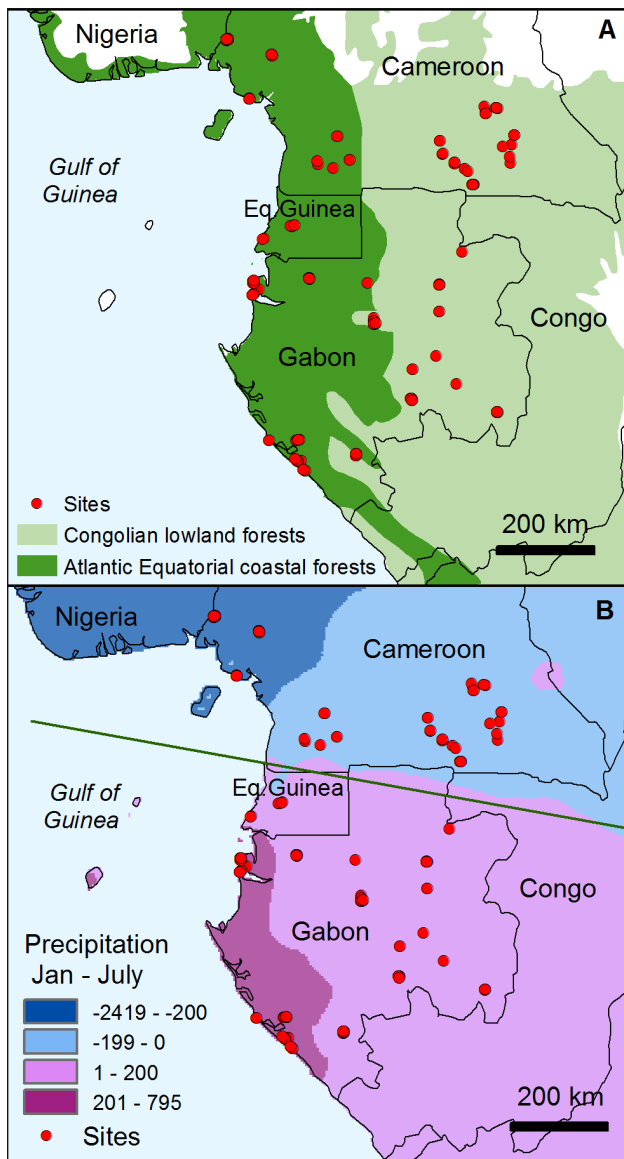 Nigeria
A
Cameroon
Gulf of
Guinea
Eq.Guinea
Congo
Gabon
Sites
Congolian lowland forests
200 km
Atlantic Equatorial coastal forests
B
Nigeria
Cameroon
Gulf of
Guinea
Eq.Guinea
Congo
Gabon
Precipitation
Jan - July
-2419 - -200
-199 - 0
1 - 200
201 - 795
200 km
Sites